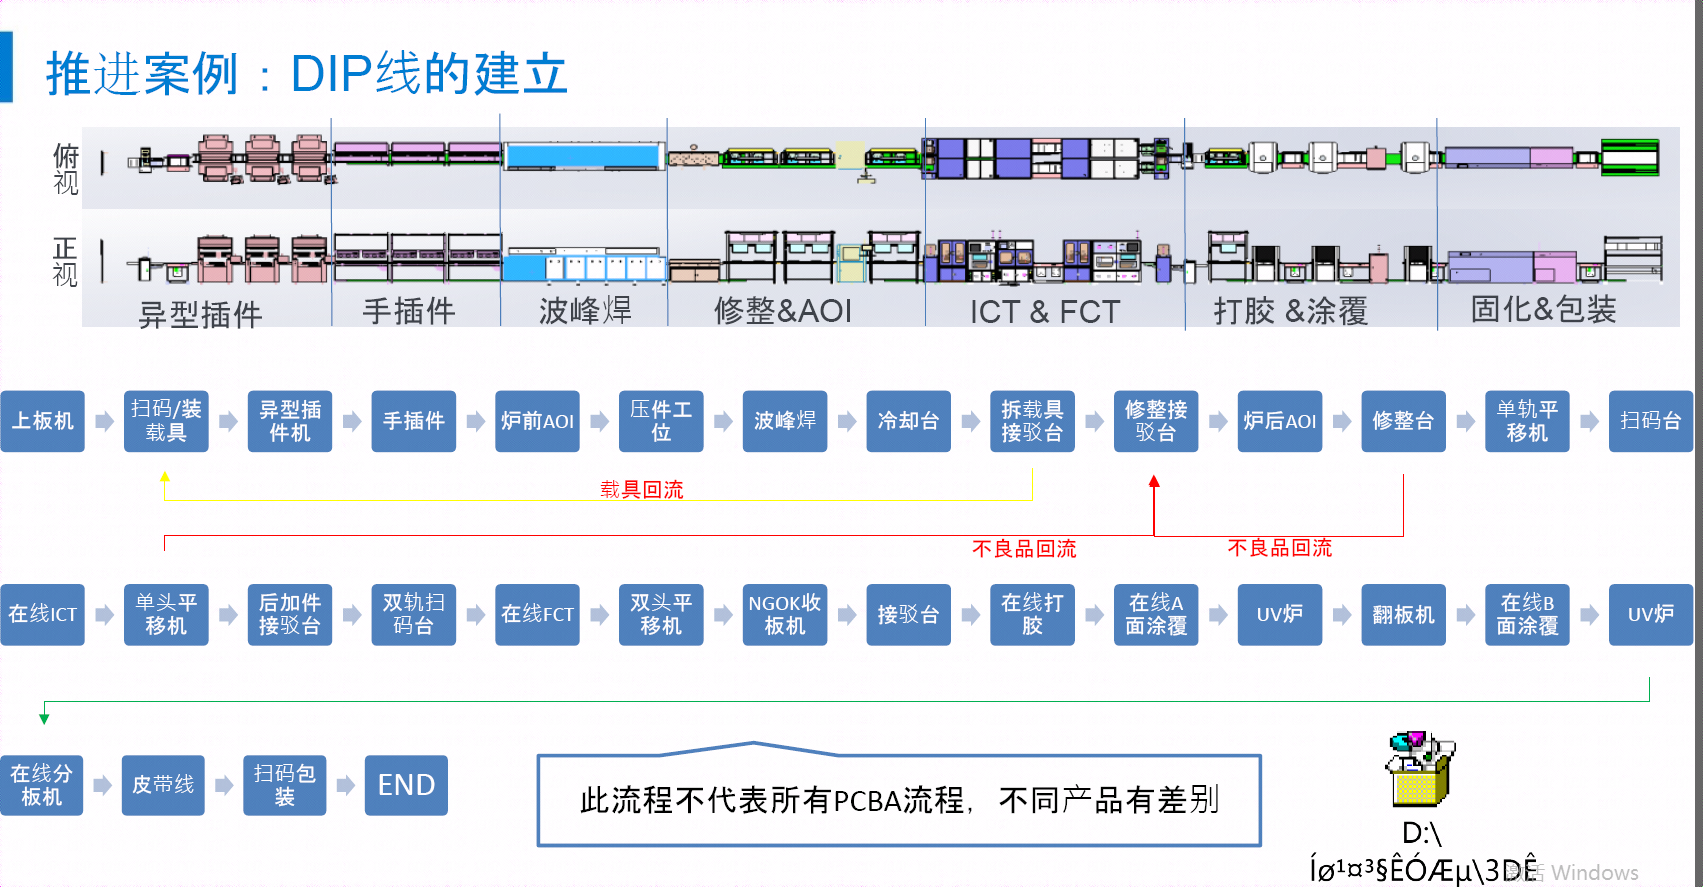 推进案例：DIP线的建立
俯视
正视
异型插件
手插件
波峰焊
修整&AOI
ICT & FCT
打胶 &涂覆
固化&包装
上板机
扫码/装
载具
异型插
件机
手插件
炉前AOI
压件工
位
波峰焊
冷却台
拆载具
接驳台
修整接
驳台
炉后AOI
修整台
单轨平
移机
扫码台
载具回流
不良品回流
不良品回流
在线ICT
单头平
移机
后加件
接驳台
双轨扫
码台
在线FCT
双头平
移机
NGOK收
板机
接驳台
在线打
胶
在线A
面涂覆
UV炉
翻板机
在线B
面涂覆
UV炉
在线分
板机
皮带线
扫码包
装
END
此流程不代表所有PCBA流程，不同产品有差别
D:\
Íø¹¤³§ÊÓÆµ\3DÊ
激活 Windows